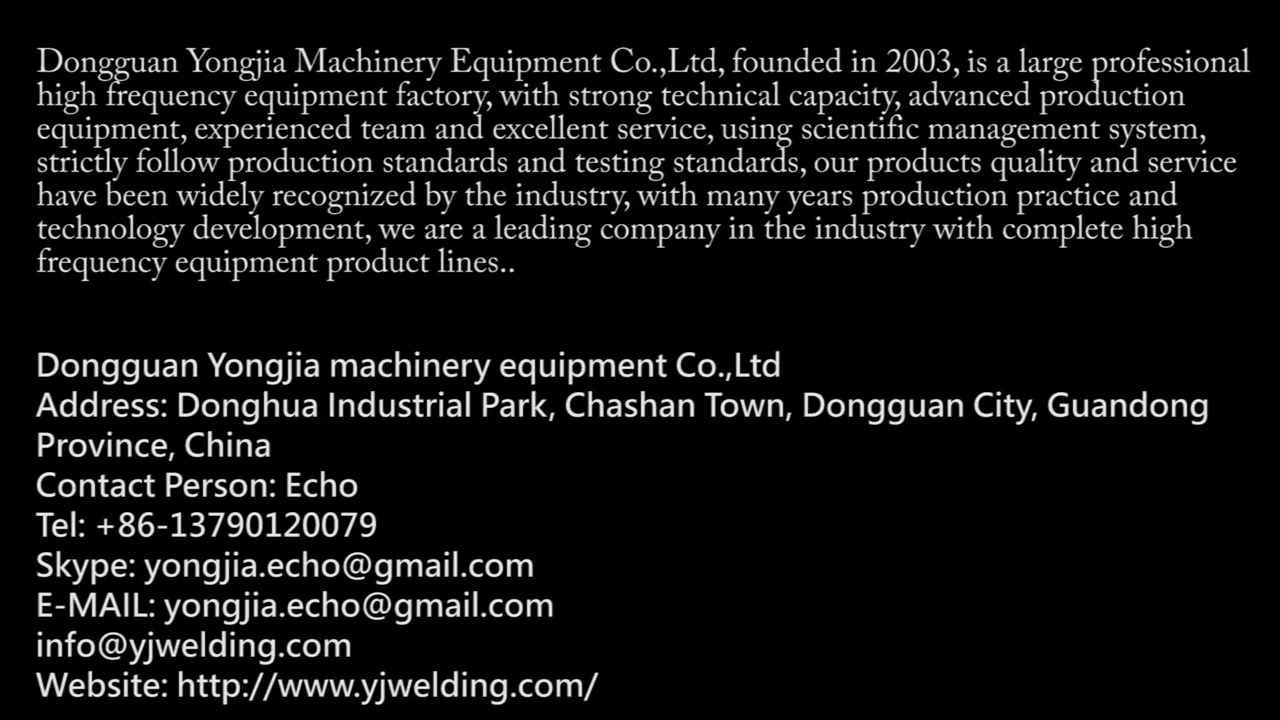 Dongguan Yongjia Machinery Equipment Co.,Ltd, founded in 2003, is a large professional
high frequency equipment factory, with strong technical capacity, advanced production
equipment, experienced team and excellent service, using scientific management system,
strictly follow production standards and testing standards, our products quality and service
have been widely recognized by the industry, with many years production practice and
technology development, we are a leading company in the industry with complete high
frequency equipment product lines..
Dongguan Yongjia machinery equipment Co.,Ltd
Address: Donghua Industrial Park, Chashan Town, Dongguan City, Guandong
Province, China
Contact Person: Echo
Tel: +86-13790120079
Skype: yongjia.echo@gmail.com
E-MAIL: yongjia.echo@gmail.com
info@yjwelding.com
Website: http://www.yjwelding.com/